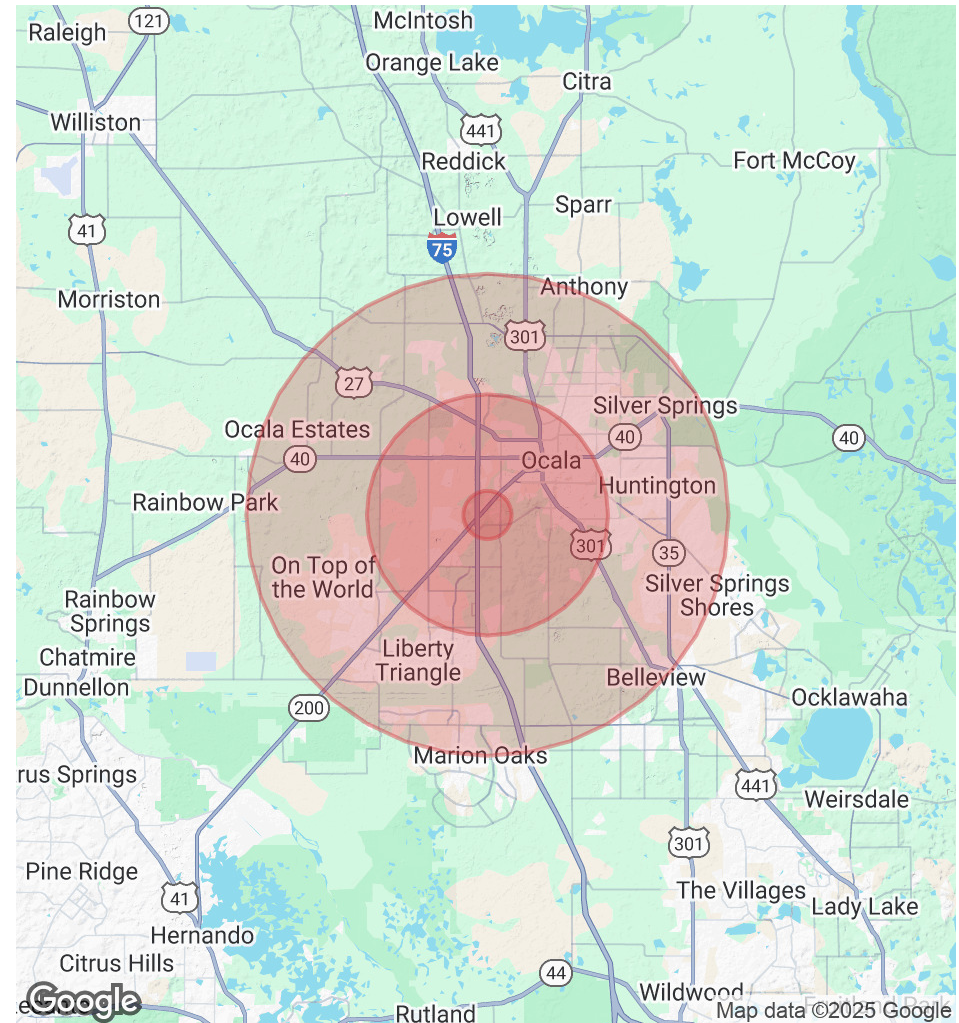 McIntosh
121
Raleigh
Orange Lake
Citra
Williston
441
Reddick
Fort McCoy
Sparr
Lowell
41
75
Anthony
Morriston
301
27
Silver Springs
Ocala Estates
40
40
40
Ocala
Huntington
Rainbow Park
301
35
On Top of
the World
Silver Springs
Shores
Rainbow
Springs
Liberty
Triangle
Chatmire
Belleview
Dunnellon
Ocklawaha
200
Marion Oaks
rus Springs
441
Weirsdale
301
Pine Ridge
The Villages
41
Lady Lake
Hernando
Citrus Hills
44
Wildwood
Google
Rutland
Map data ©2025 Google